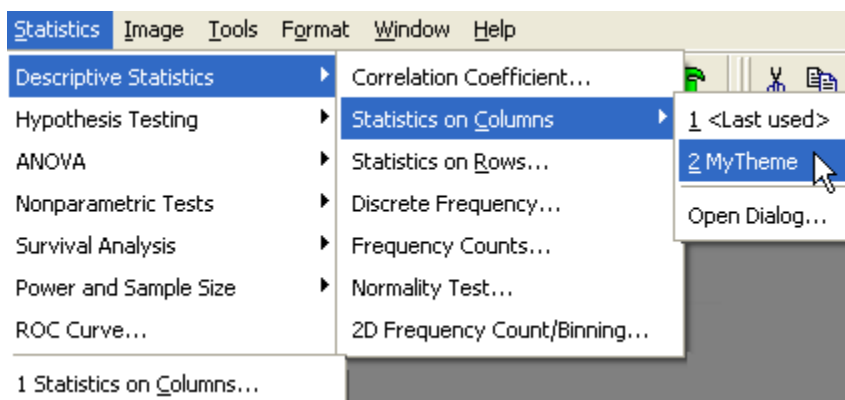 Statistics Image Tools Format Window Help
Descriptive Statistics
Hypothesis Testing
ANOVA
Nonparametric Tests
Survival Analysis
Power and Sample Size
ROC Curve...
1 Statistics on Columns...
Correlation Coefficient...
Statistics on Columns
Statistics on Rows...
Discrete Frequency...
Frequency Counts...
Normality Test...
2D Frequency Count/Binning...
1 <Last used>
2 MyTheme
Open Dialog...